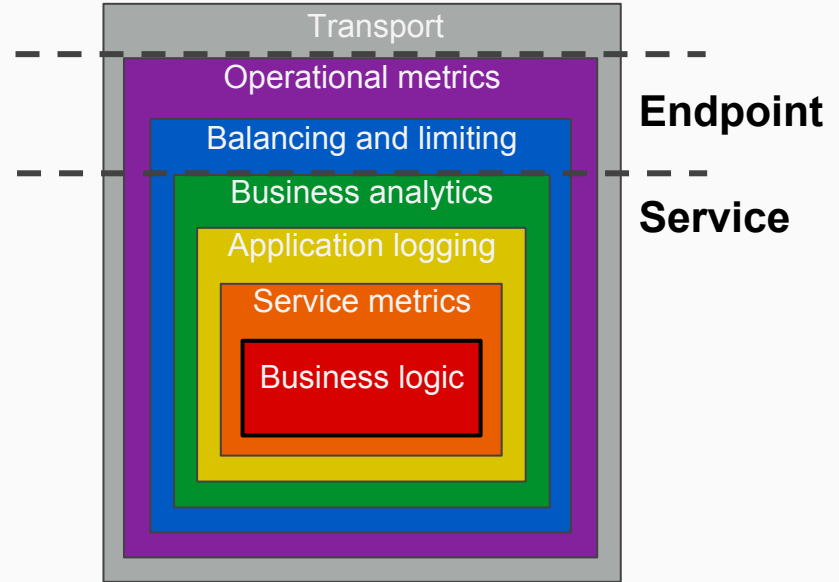 Transport
Operational metrics
Endpoint
Balancing and limiting
Business analytics
Service
Application logging
Service metrics
Business logic